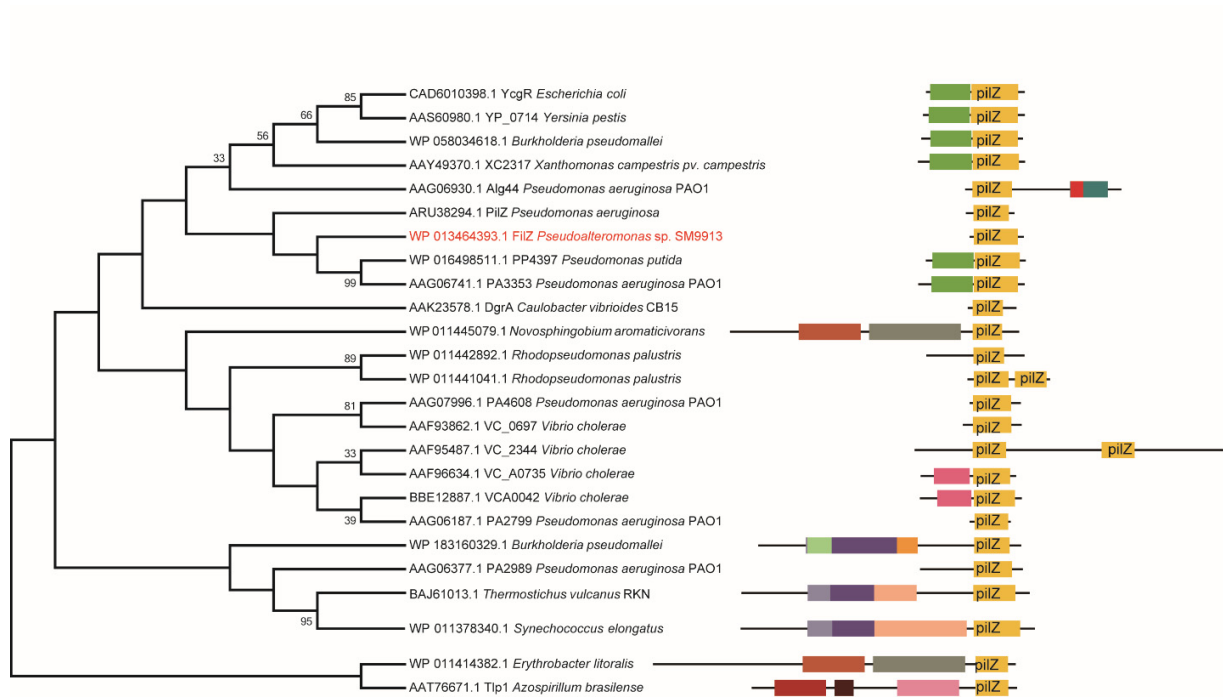 85
CAD6010398.1 YcgR Escherichia coli pilZ
AAS60980.1 YP_0714 Yersinia pestis pilZ
66
WP 058034618.1 Burkholderia pseudomallei pilZ
56
AAY49370.1 XC2317 Xanthomonas campestris pv. campestris pilZ
33
AAG06930.1 Alg44 Pseudomonas aeruginosa PAO1 pilZ
ARU38294.1 PilZ Pseudomonas aeruginosa pilZ
WP 013464393.1 FilZ Pseudoalteromonas sp. SM9913 pilZ
WP 016498511.1 PP4397 Pseudomonas putida pilZ
AAG06741.1 PA3353 Pseudomonas aeruginosa PAO1 pilZ
99
AAK23578.1 DgrA Caulobacter vibrioides CB15 pilZ
WP 011445079.1 Novosphingobium aromaticivorans pilZ
89
WP 011442892.1 Rhodopseudomonas palustris pilZ
WP 011441041.1 Rhodopseudomonas palustris pilZ pilZ
81
AAG07996.1 PA4608 Pseudomonas aeruginosa PAO1 pilZ
AAF93862.1 VC_0697 Vibrio cholerae pilZ
33
AAF95487.1 VC_2344 Vibrio cholerae pilZ pilZ
AAF96634.1 VC_A0735 Vibrio cholerae pilZ
BBE12887.1 VCA0042 Vibrio cholerae pilZ
39
AAG06187.1 PA2799 Pseudomonas aeruginosa PAO1 pilZ
WP 183160329.1 Burkholderia pseudomallei pilZ
AAG06377.1 PA2989 Pseudomonas aeruginosa PAO1 pilZ
BAJ61013.1 Thermostichus vulcanus RKN pilZ
95
WP 011378340.1 Synechococcus elongatus pilZ
WP 011414382.1 Erythrobacter litoralis pilZ
AAT76671.1 Tlp1 Azospirillum brasilense pilZ